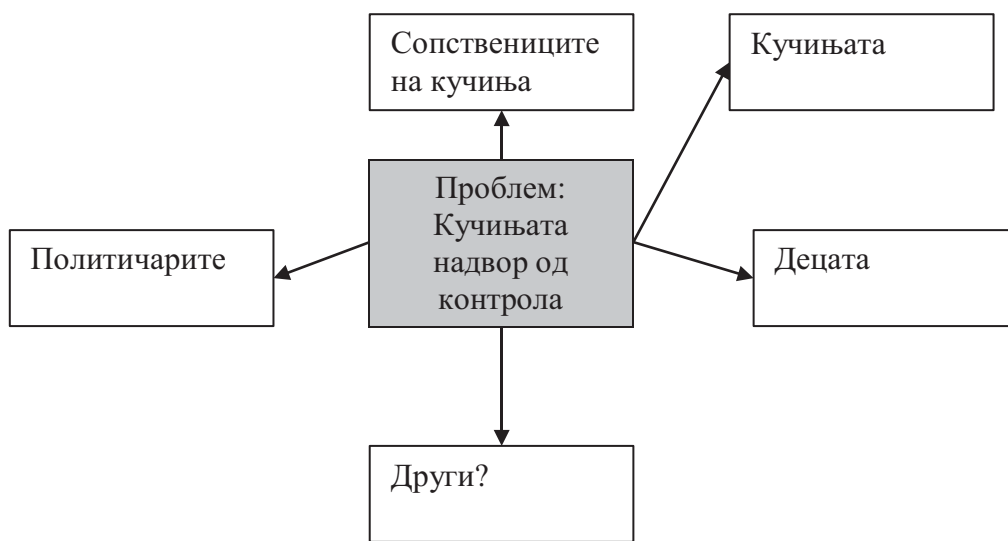 Сопствениците
на кучиња
Кучињата
Проблем:
Кучињата
надвор од
контрола
Политичарите
Децата
Други?